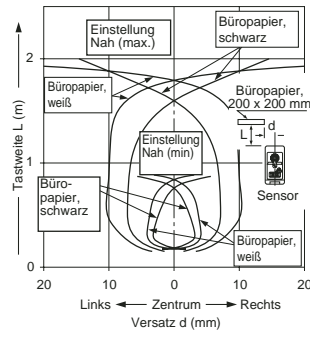 Einstellung
Nah (max.)
Büropapier,
schwarz
2
Büropapier,
weiß
Büropapier,
200 x 200 mm
Einstellung
Nah (min)
d
L
Tastweite L (m)
1
Sensor
Büro-
papier,
schwarz
Büropapier,
weiß
0
20 10 0 10 20
Links Zentrum Rechts
Versatz d (mm)